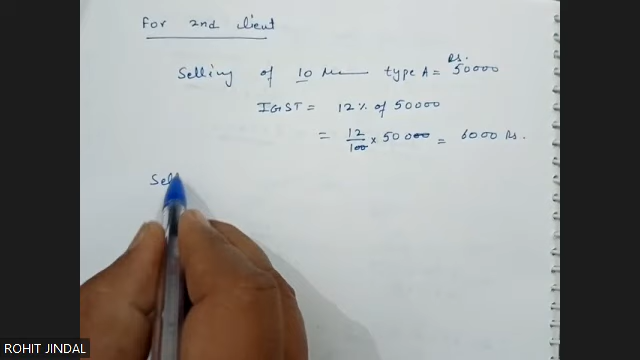 For 2nd client
Selling of 10 type A = Rs. 50000
IGST = 12% of 50000
= 12/100 x 50000 = 6000 Rs.
Sel
ROHIT JINDAL